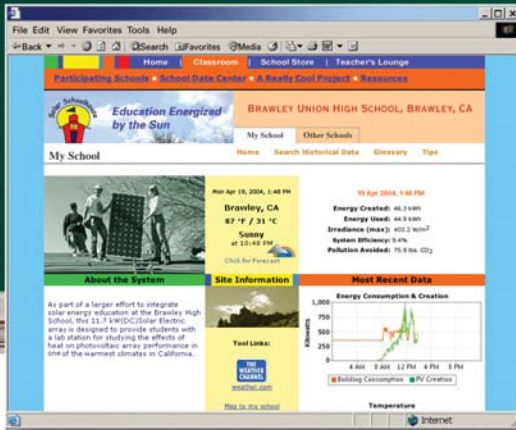 File Edit View Favorites Tools Help
Back Search Favorites Media
Home | Classroom | School Store | Teacher's Lounge
Participating Schools • School Data Center • A Really Cool Project • Resources
Solar Schoolhouse
Education Energized
by the Sun
BRAWLEY UNION HIGH SCHOOL, BRAWLEY, CA
My School Other Schools
My School
Home Search Historical Data Glossary Tips
Mon Apr 19, 2004, 1:48 PM
Brawley, CA
87 °F / 31 °C
Sunny
at 10:48 PM
Click for Forecast
19 Apr 2004, 1:48 PM
Energy Created: 46.3 kWh
Energy Used: 44.9 kWh
Irradiance (max): 403.2 W/m²
System Efficiency: 9.4%
Pollution Avoided: 75.9 lbs. CO₂
About the System
As part of a larger effort to integrate
solar energy education at the Brawley High
School, this 11.7 kW(DC)Solar Electric
array is designed to provide students with
a lab station for studying the effects of
heat on photovoltaic array performance in
one of the warmest climates in California.
Site Information
Tool Links:
THE
WEATHER
CHANNEL
weather.com
Map to my school
Most Recent Data
Energy Consumption & Creation
Kilowatts
1,000
750
500
250
0
6 AM 9 AM 12 PM 3 PM 6 PM
Building Consumption PV Creation
Temperature
Internet